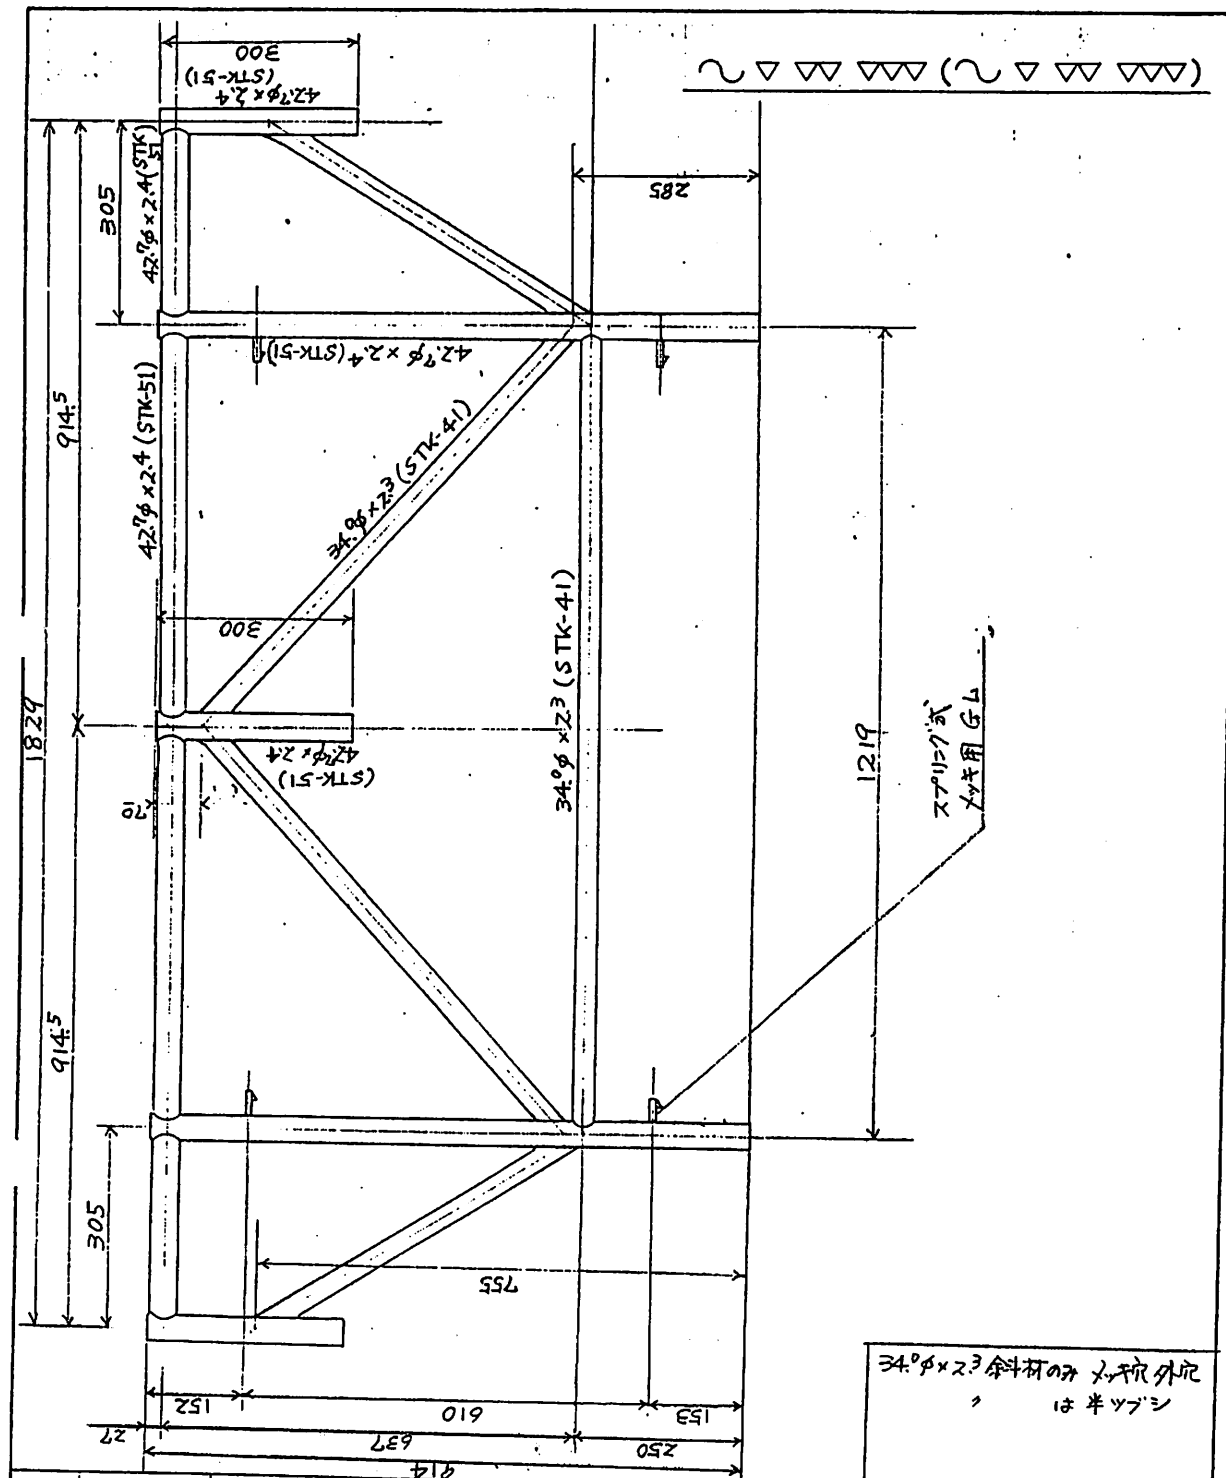 ~ ▽ ▽▽ ▽▽▽ (~ ▽ ▽▽ ▽▽▽)
300
42.7φ×2.4
(STK-51)
42.7φ×2.4(STK51)
305
285
42.7φ×2.4(STK-51)
914.5
42.7φ×2.4(STK-51)
34.0φ×2.3(STK-41)
300
34.0φ×2.3(STK-41)
1829
42.7φ×2.4
(STK-51)
70
1219
スプリング式
メッキ用GL
914.5
305
755
152
610
153
27
637
250
914
34.0φ×2.3斜材のみ メッキ穴外穴
〃 は半ツブシ